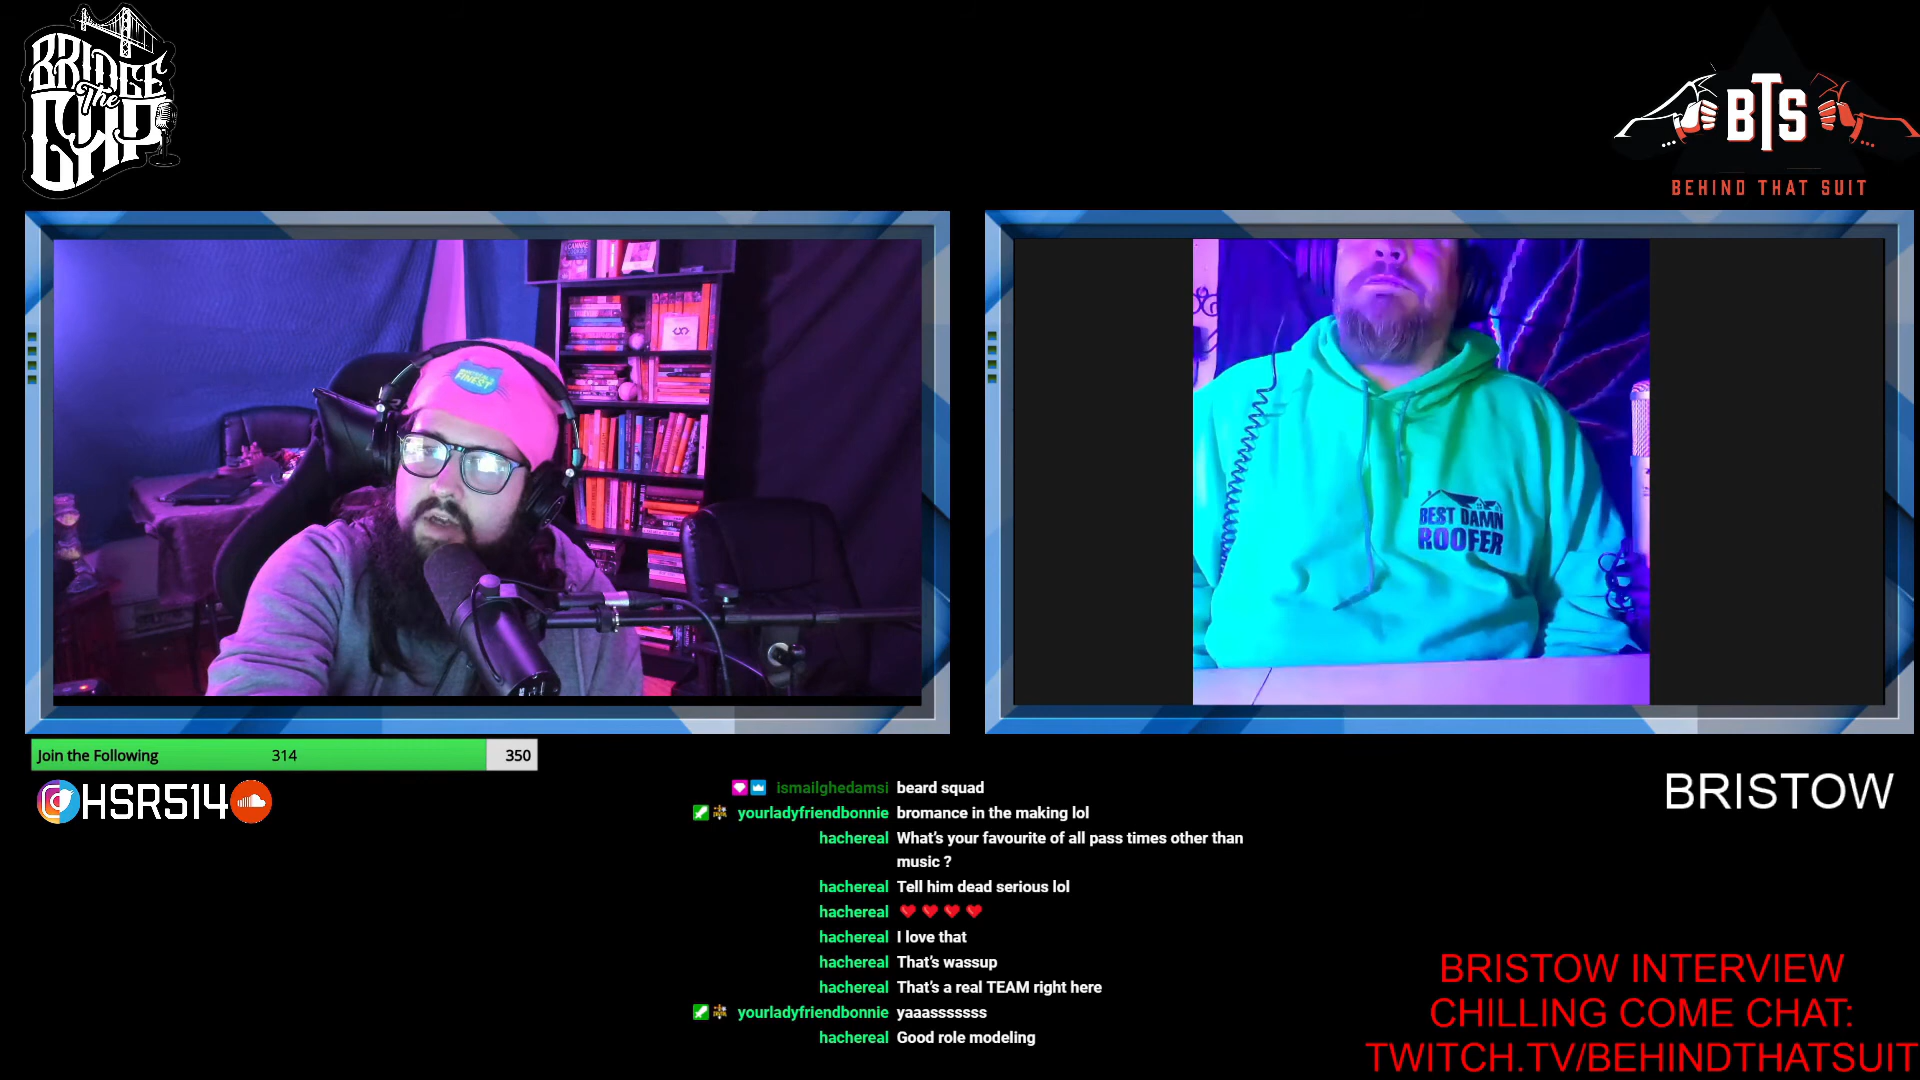 BRIDGE
The
GAP
BTS
BEHIND THAT SUIT
FINEST
BEST DAMN
ROOFER
Join the Following 314 350
HSR514
BRISTOW
ismailghedamsi beard squad
yourladyfriendbonnie bromance in the making lol
hachereal What's your favourite of all pass times other than
music ?
hachereal Tell him dead serious lol
hachereal ❤❤❤❤
hachereal I love that
hachereal That's wassup
hachereal That's a real TEAM right here
yourladyfriendbonnie yaaasssssss
hachereal Good role modeling
BRISTOW INTERVIEW
CHILLING COME CHAT:
TWITCH.TV/BEHINDTHATSUIT